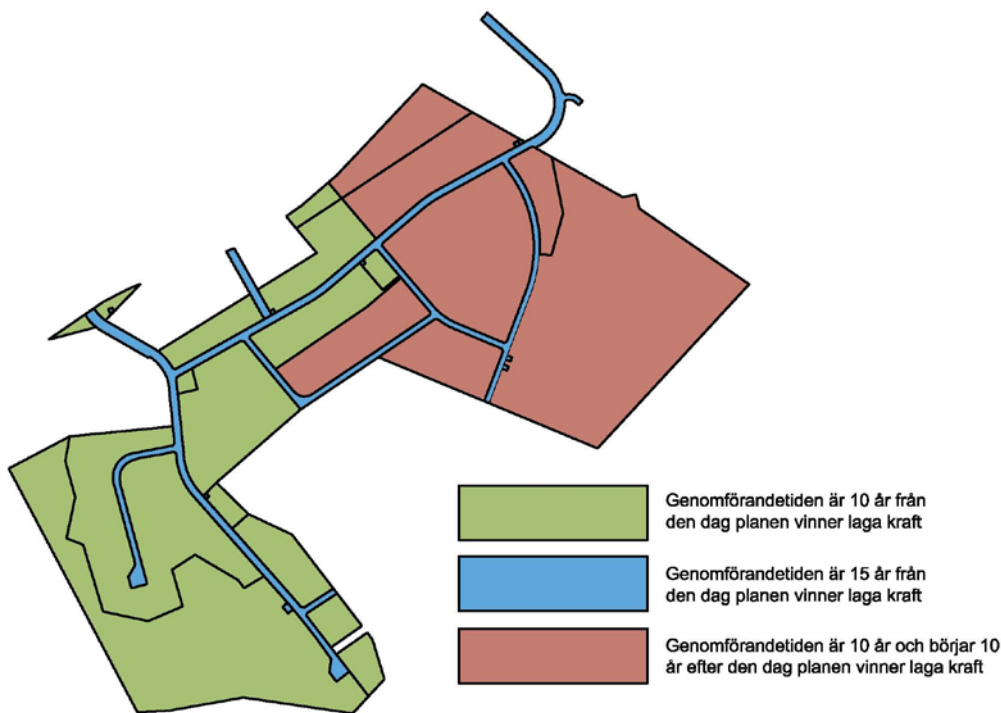 Genomförandetiden är 10 år från
den dag planen vinner laga kraft
Genomförandetiden är 15 år från
den dag planen vinner laga kraft
Genomförandetiden är 10 år och börjar 10
år efter den dag planen vinner laga kraft